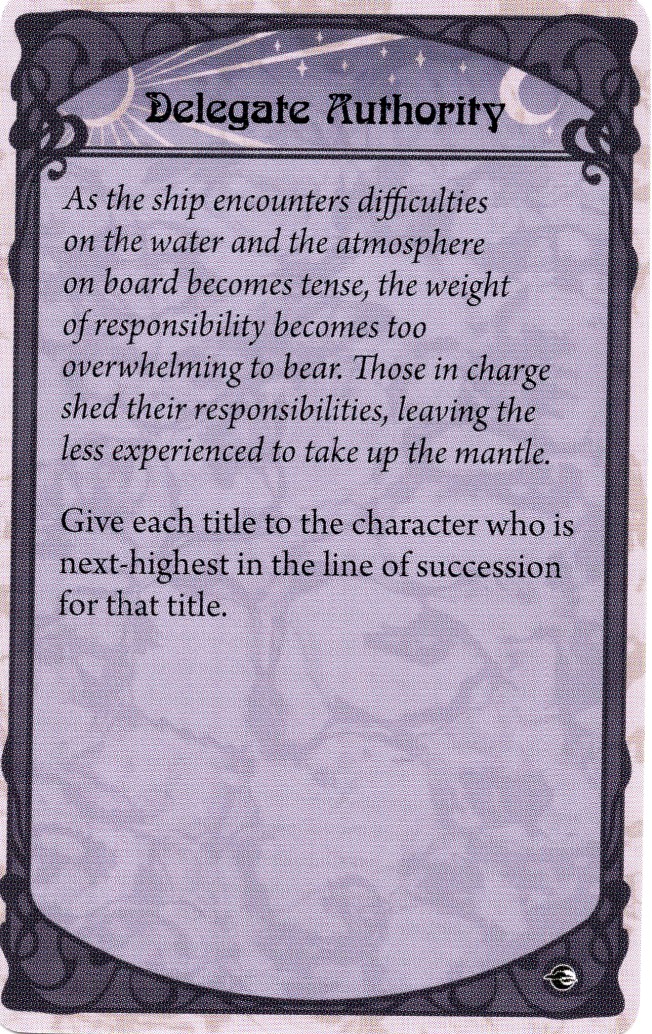 Delegate Authority
As the ship encounters difficulties
on the water and the atmosphere
on board becomes tense, the weight
of responsibility becomes too
overwhelming to bear. Those in charge
shed their responsibilities, leaving the
less experienced to take up the mantle.
Give each title to the character who is
next-highest in the line of succession
for that title.